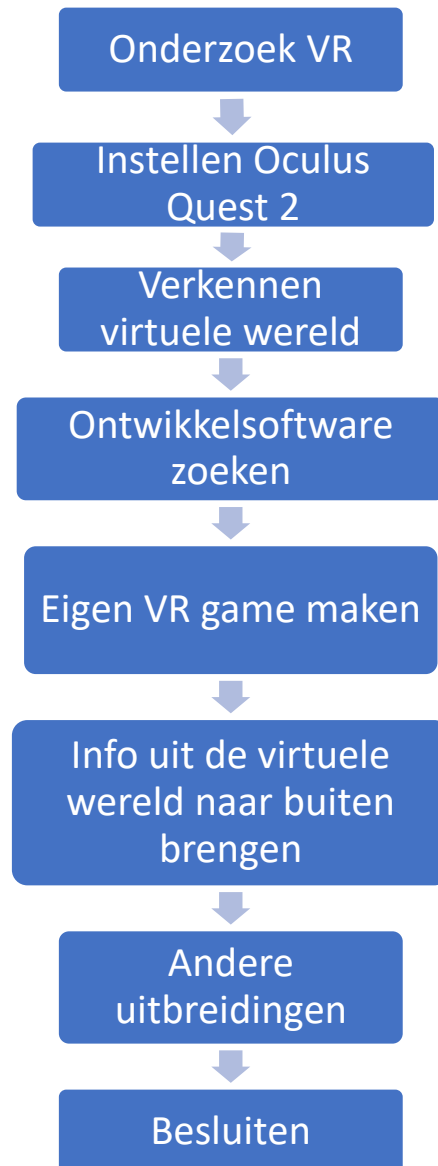 Onderzoek VR
Instellen Oculus
Quest 2
Verkennen
virtuele wereld
Ontwikkelsoftware
zoeken
Eigen VR game maken
Info uit de virtuele
wereld naar buiten
brengen
Andere
uitbreidingen
Besluiten